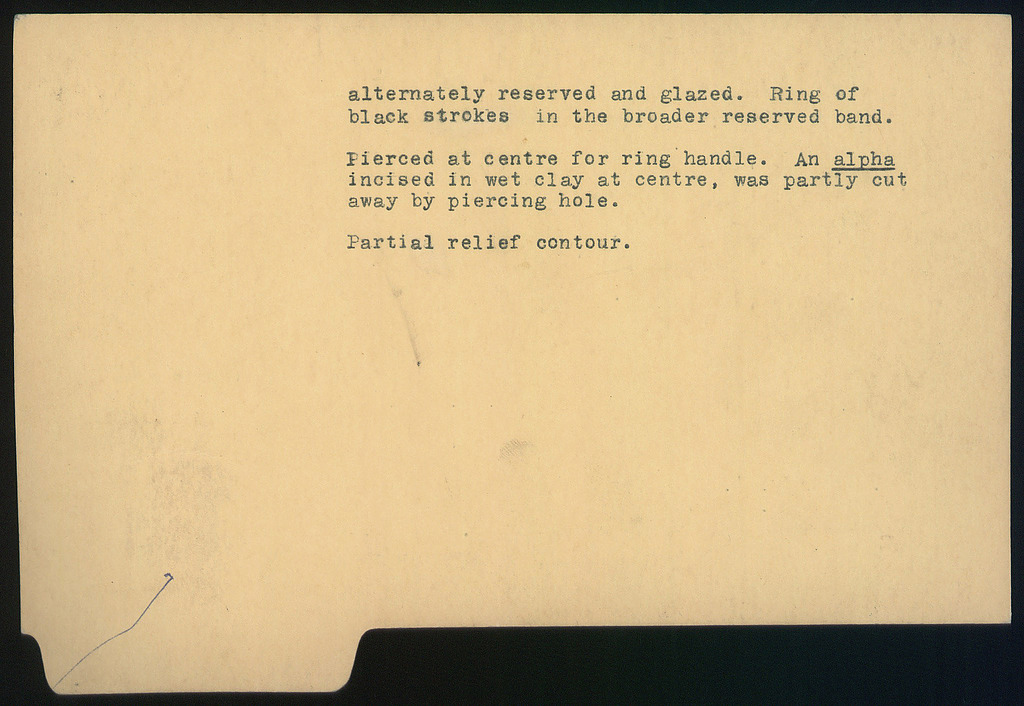 alternately reserved and glazed. Ring of
black strokes in the broader reserved band.
Pierced at centre for ring handle. An alpha
incised in wet clay at centre, was partly cut
away by piercing hole.
Partial relief contour.